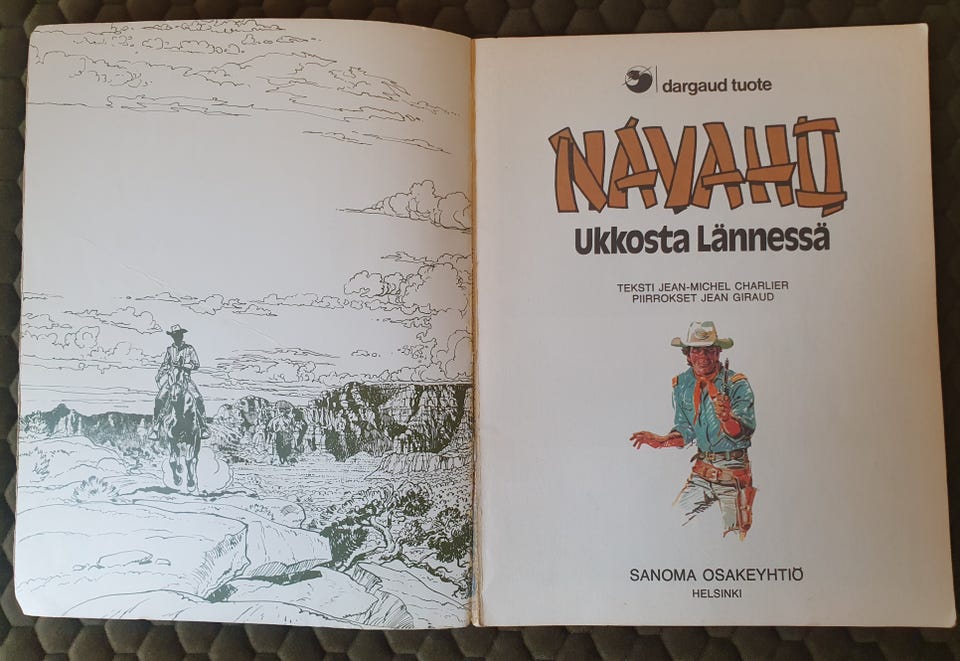 dargaud tuote
NAVAHO
Ukkosta Lännessä
TEKSTI JEAN-MICHEL CHARLIER
PIIRROKSET JEAN GIRAUD
SANOMA OSAKEYHTIÖ
HELSINKI